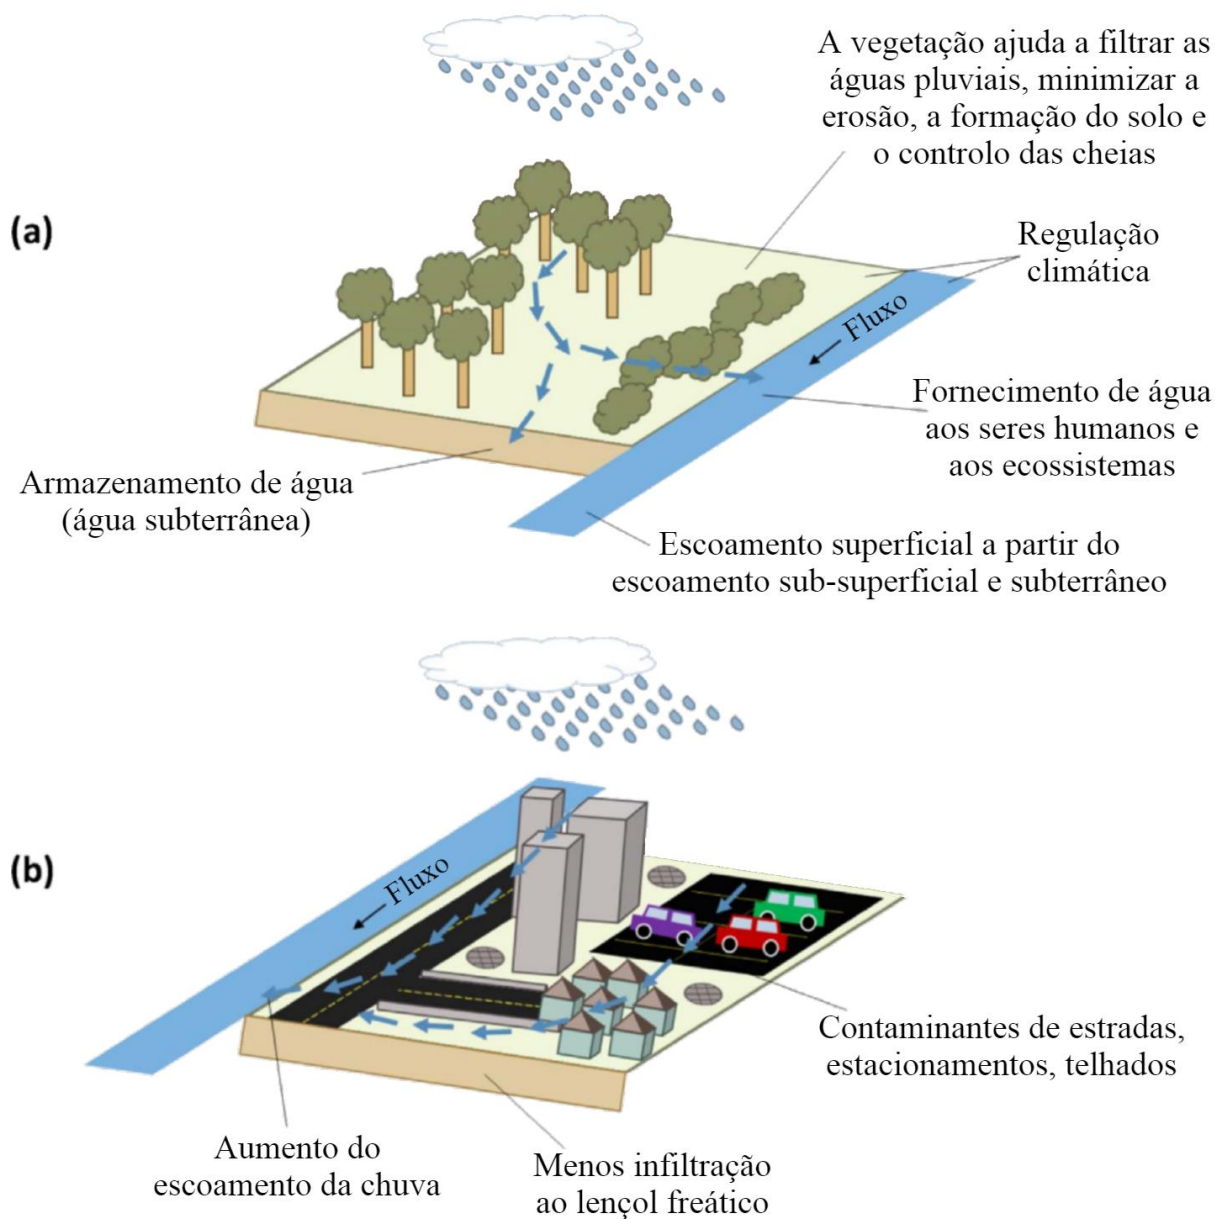 A vegetação ajuda a filtrar as
águas pluviais, minimizar a
erosão, a formação do solo e
o controlo das cheias
(a)
Regulação
climática
Fluxo
Fornecimento de água
aos seres humanos e
aos ecossistemas
Armazenamento de água
(água subterrânea)
Escoamento superficial a partir do
escoamento sub-superficial e subterrâneo
(b)
Fluxo
Contaminantes de estradas,
estacionamentos, telhados
Aumento do
escoamento da chuva
Menos infiltração
ao lençol freático